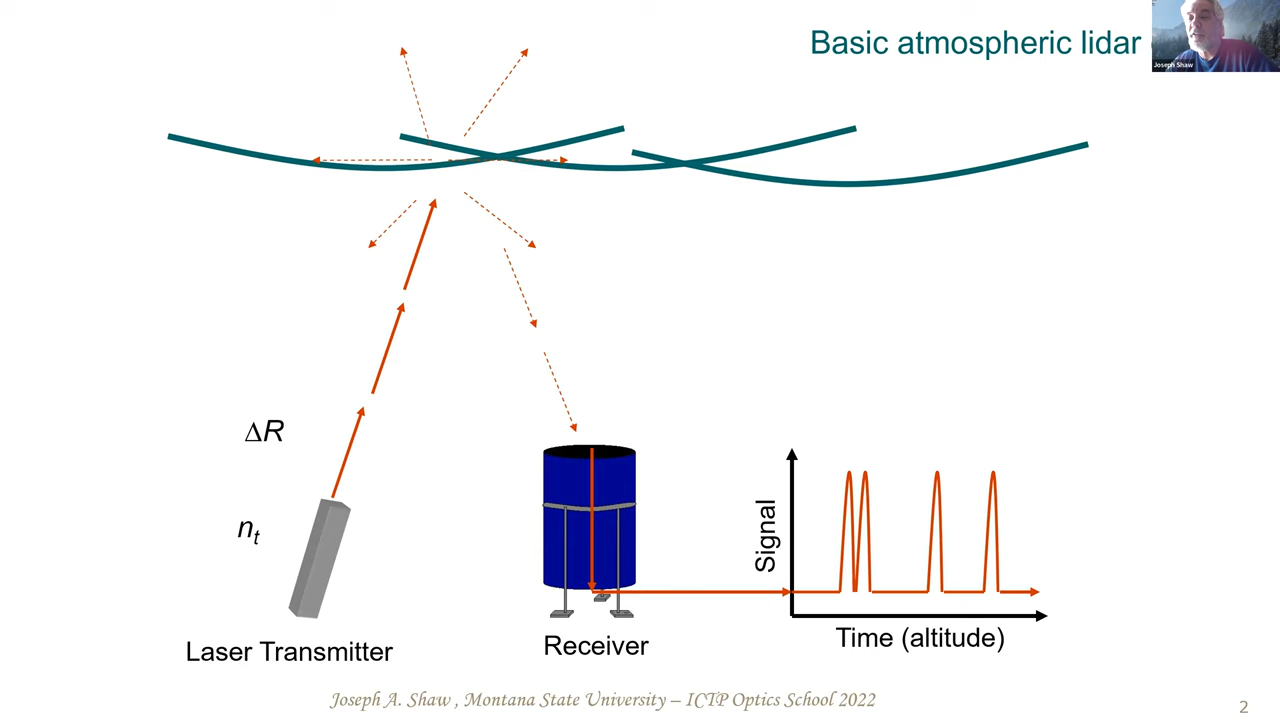 Basic atmospheric lidar
Joseph Shaw
ΔR
nt
Signal
Time (altitude)
Laser Transmitter
Receiver
Joseph A. Shaw , Montana State University – ICTP Optics School 2022
2